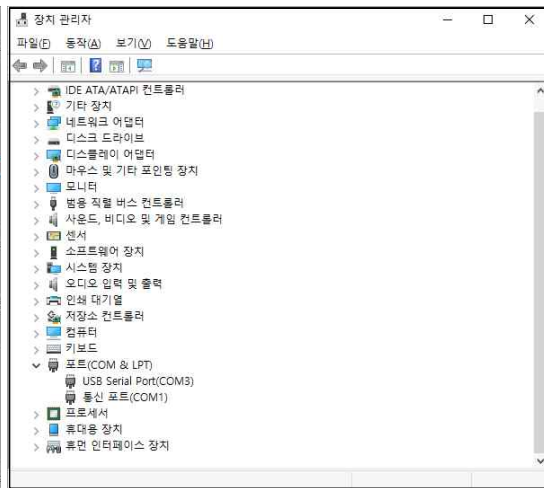 장치 관리자
파일(F) 동작(A) 보기(V) 도움말(H)
IDE ATA/ATAPI 컨트롤러
기타 장치
네트워크 어댑터
디스크 드라이브
디스플레이 어댑터
마우스 및 기타 포인팅 장치
모니터
범용 직렬 버스 컨트롤러
사운드, 비디오 및 게임 컨트롤러
센서
소프트웨어 장치
시스템 장치
오디오 입력 및 출력
인쇄 대기열
저장소 컨트롤러
컴퓨터
키보드
포트(COM & LPT)
USB Serial Port(COM3)
통신 포트(COM1)
프로세서
휴대용 장치
휴먼 인터페이스 장치